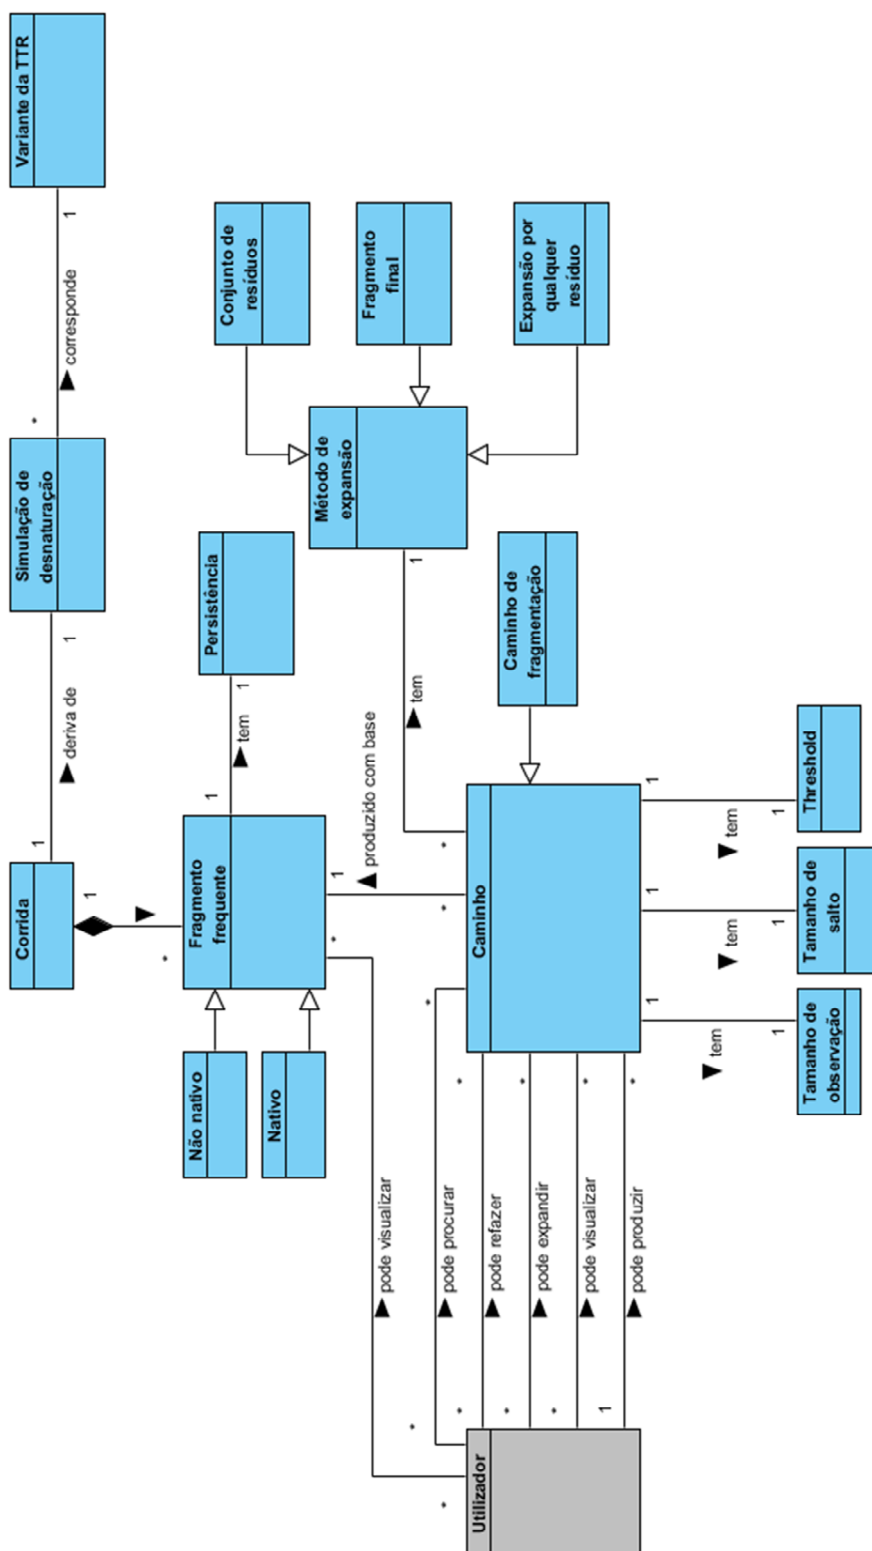 Variante da TTR
1
corresponde
*
Simulação de
desnaturação
1
deriva de
1
Corrida
1
*
Conjunto de
resíduos
Fragmento
final
Expansão por
qualquer
resíduo
Método de
expansão
1
tem
*
Persistência
1
tem
1
Fragmento
frequente
Não nativo
Nativo
1
produzido com base
*
Caminho de
fragmentação
Caminho
1
tem
1
Threshold
1
tem
1
Tamanho de
salto
1
tem
1
Tamanho de
observação
*
pode visualizar
*
*
pode procurar
*
*
pode refazer
*
*
pode expandir
*
*
pode visualizar
*
*
pode produzir
1
Utilizador